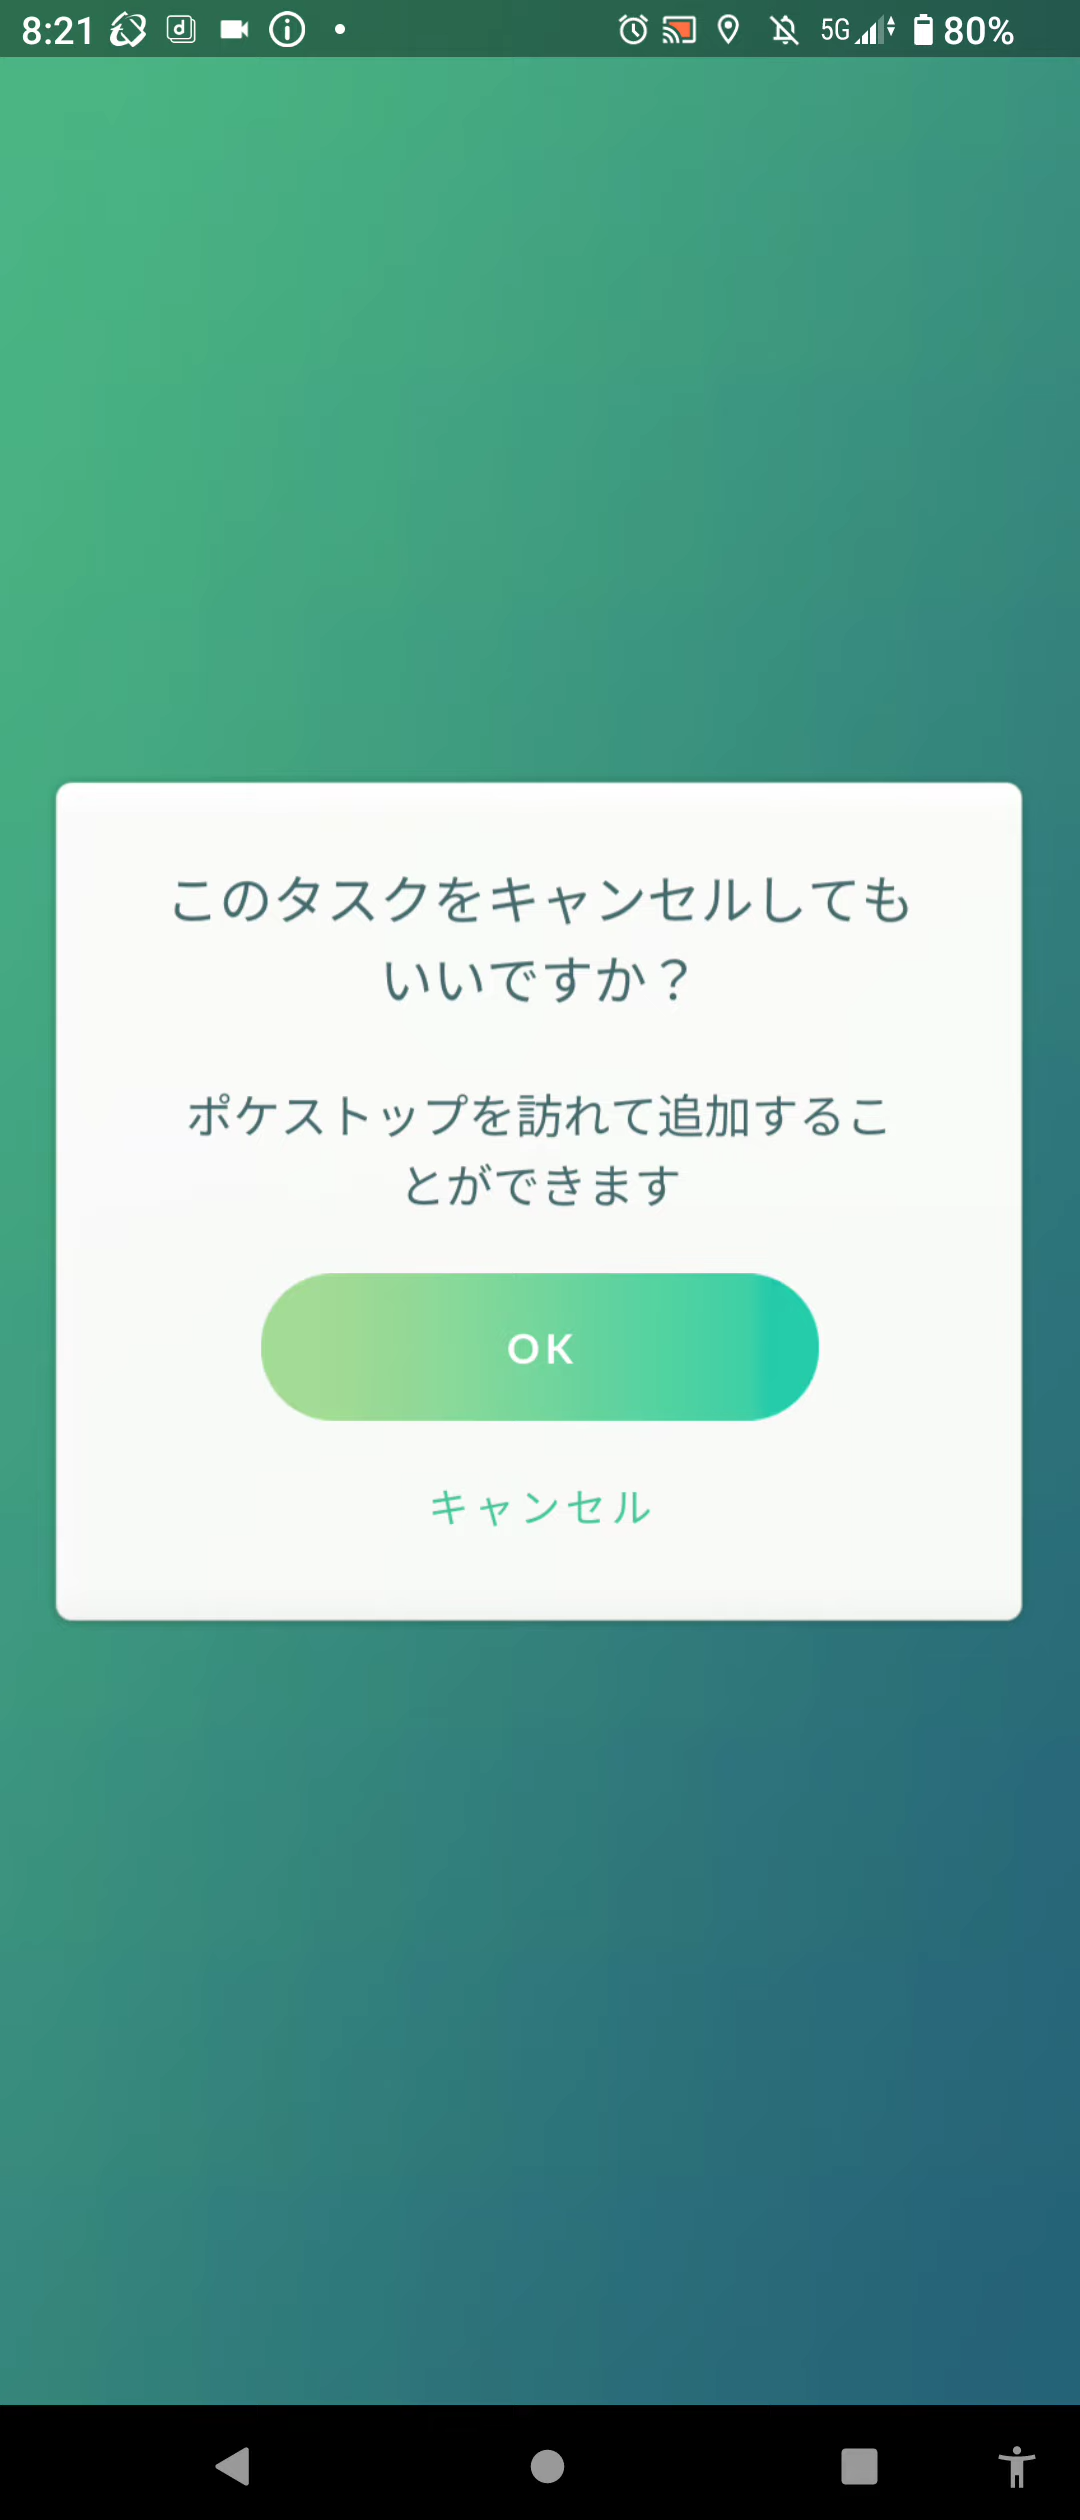 8:21
5G
80%
このタスクをキャンセルしても
いいですか？
ポケストップを訪れて追加するこ
とができます
OK
キャンセル